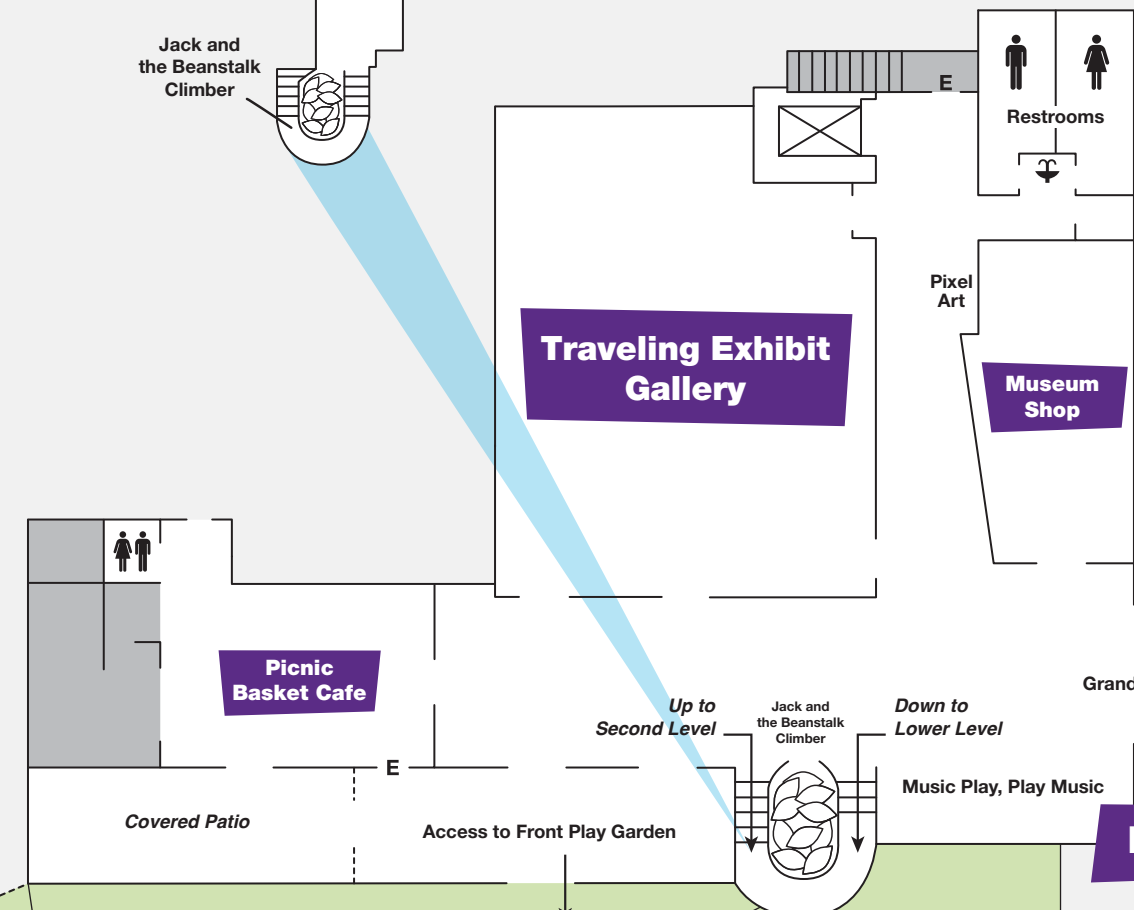 Jack and
the Beanstalk
Climber
E
Restrooms
Pixel
Art
Traveling Exhibit
Gallery
Museum
Shop
Picnic
Basket Cafe
Grand
Up to
Second Level
Jack and
the Beanstalk
Climber
Down to
Lower Level
E
Music Play, Play Music
Covered Patio
Access to Front Play Garden